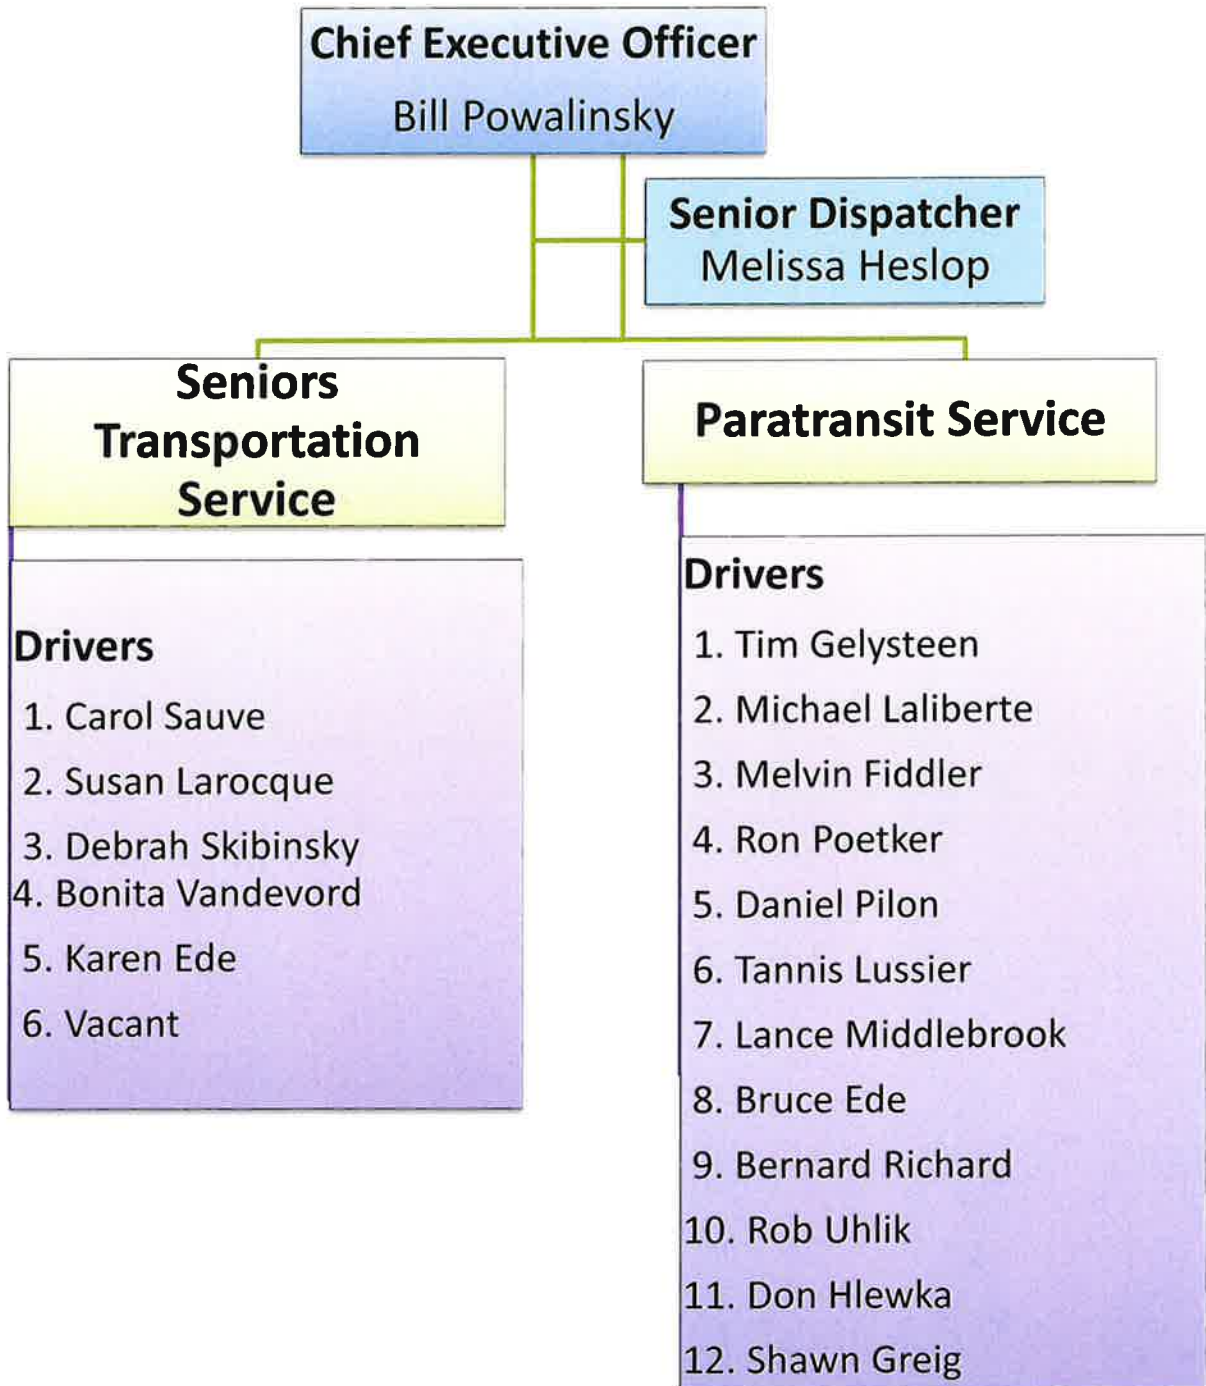 Chief Executive Officer
Bill Powalinsky
Senior Dispatcher
Melissa Heslop
Seniors
Transportation
Service
Drivers
1. Carol Sauve
2. Susan Larocque
3. Debrah Skibinsky
4. Bonita Vandevord
5. Karen Ede
6. Vacant
Paratransit Service
Drivers
1. Tim Gelysteen
2. Michael Laliberte
3. Melvin Fiddler
4. Ron Poetker
5. Daniel Pilon
6. Tannis Lussier
7. Lance Middlebrook
8. Bruce Ede
9. Bernard Richard
10. Rob Uhlik
11. Don Hlewka
12. Shawn Greig